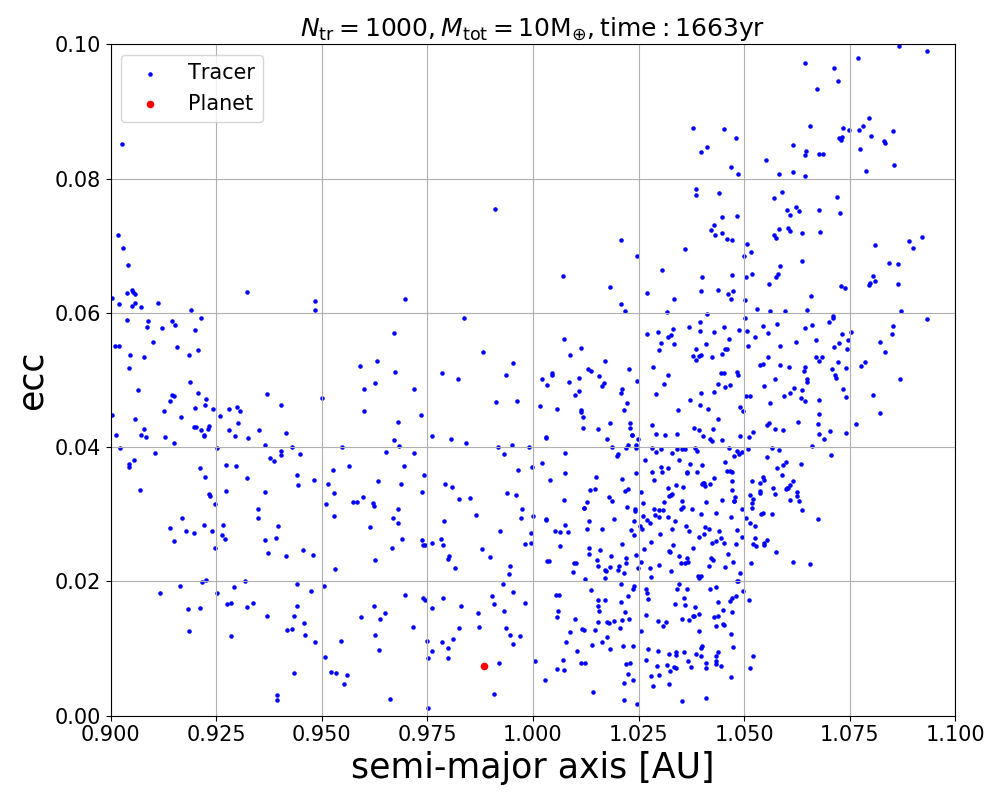 N_tr = 1000, M_tot = 10M_⊕, time : 1663yr
Tracer
Planet
ecc
0.10
0.08
0.06
0.04
0.02
0.00
0.900 0.925 0.950 0.975 1.000 1.025 1.050 1.075 1.100
semi-major axis [AU]